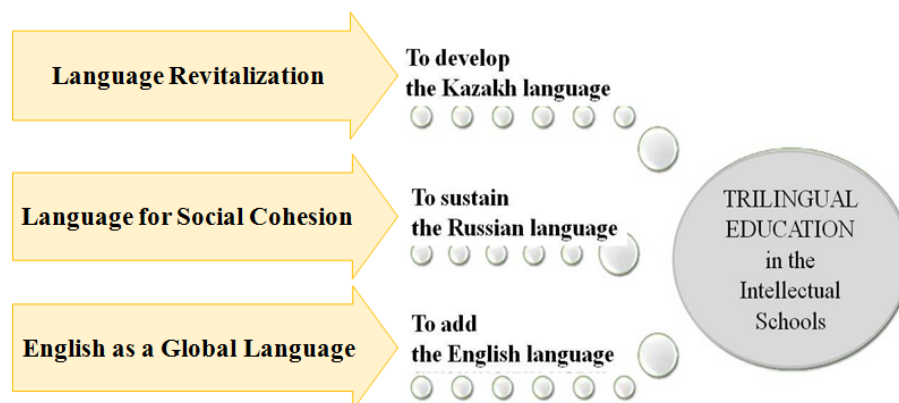 Language Revitalization
To develop
the Kazakh language
Language for Social Cohesion
To sustain
the Russian language
English as a Global Language
To add
the English language
TRILINGUAL
EDUCATION
in the
Intellectual
Schools